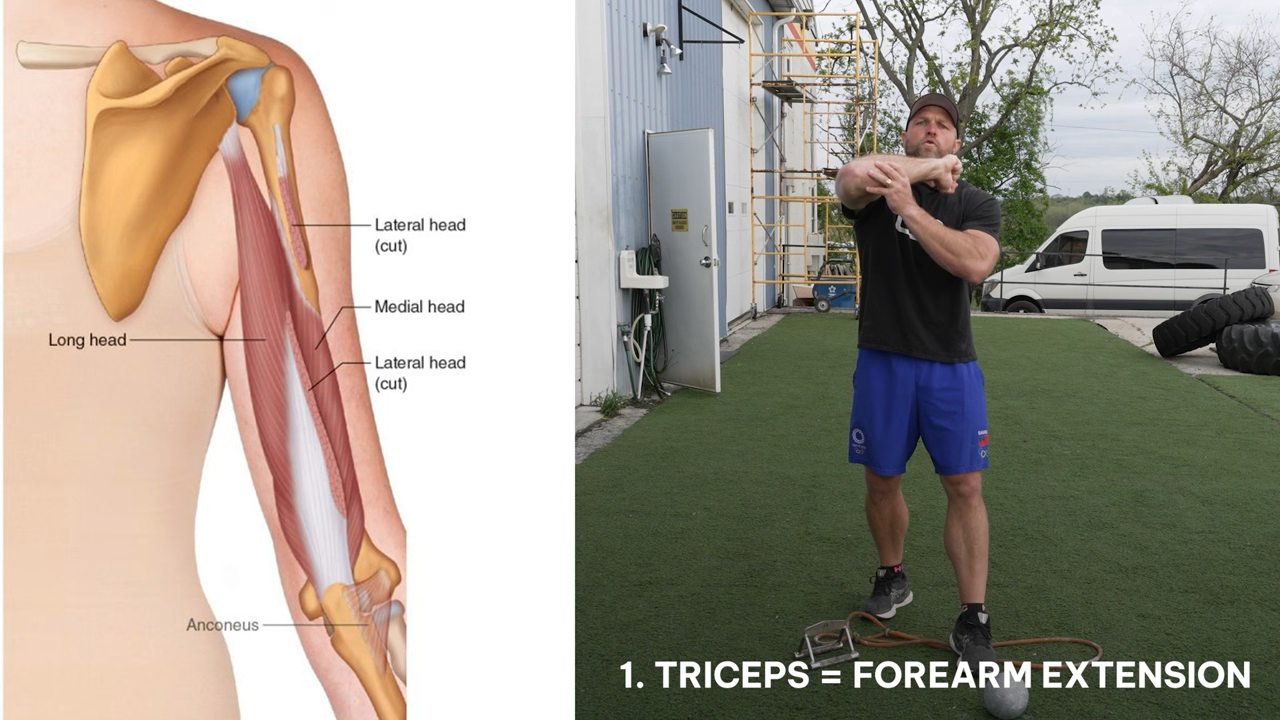 Lateral head
(cut)
Medial head
Long head
Lateral head
(cut)
Anconeus
1. TRICEPS = FOREARM EXTENSION